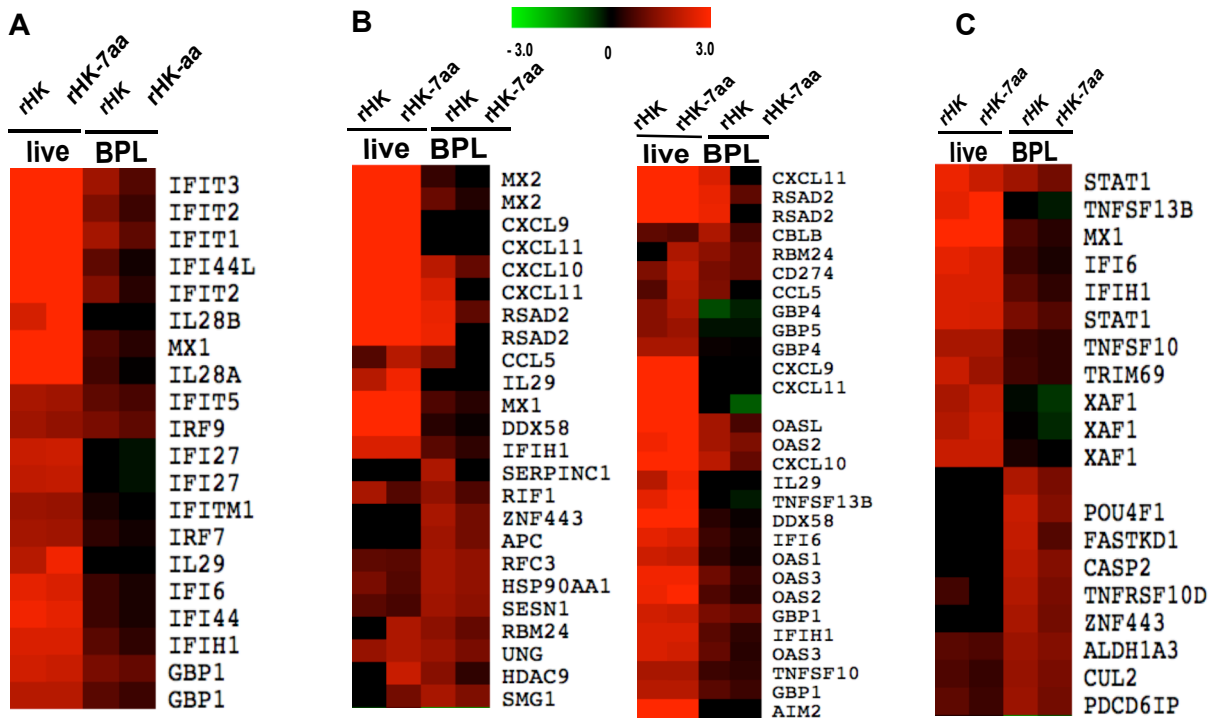 A
rHK
rHK-7aa
rHK
rHK-aa
live
BPL
IFIT3
IFIT2
IFIT1
IFI44L
IFIT2
IL28B
MX1
IL28A
IFIT5
IRF9
IFI27
IFI27
IFITM1
IRF7
IL29
IFI6
IFI44
IFIH1
GBP1
GBP1
B
- 3.0
0
3.0
rHK
rHK-7aa
rHK
rHK-7aa
live
BPL
MX2
MX2
CXCL9
CXCL11
CXCL10
CXCL11
RSAD2
RSAD2
CCL5
IL29
MX1
DDX58
IFIH1
SERPINC1
RIF1
ZNF443
APC
RFC3
HSP90AA1
SESN1
RBM24
UNG
HDAC9
SMG1
rHK
rHK-7aa
rHK
rHK-7aa
live
BPL
CXCL11
RSAD2
RSAD2
CBLB
RBM24
CD274
CCL5
GBP4
GBP5
GBP4
CXCL9
CXCL11
OASL
OAS2
CXCL10
IL29
TNFSF13B
DDX58
IFI6
OAS1
OAS3
OAS2
GBP1
IFIH1
OAS3
TNFSF10
GBP1
AIM2
C
rHK
rHK-7aa
rHK
rHK-7aa
live
BPL
STAT1
TNFSF13B
MX1
IFI6
IFIH1
STAT1
TNFSF10
TRIM69
XAF1
XAF1
XAF1
POU4F1
FASTKD1
CASP2
TNFRSF10D
ZNF443
ALDH1A3
CUL2
PDCD6IP